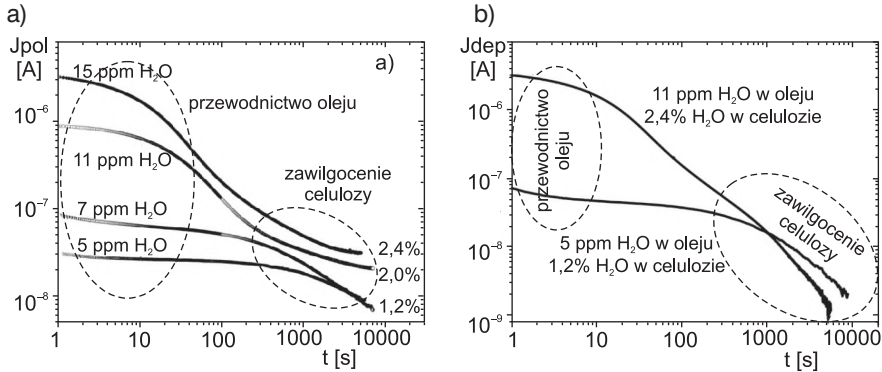 a)
Jpol
[A]
10⁻⁶
10⁻⁷
10⁻⁸
1
10
100
1000
10000
t [s]
a)
15 ppm H₂O
przewodnictwo oleju
11 ppm H₂O
zawilgocenie
celulozy
7 ppm H₂O
5 ppm H₂O
2,4%
2,0%
1,2%
b)
Jdep
[A]
10⁻⁵
10⁻⁶
10⁻⁷
10⁻⁸
10⁻⁹
1
10
100
1000
10000
t [s]
11 ppm H₂O w oleju
2,4% H₂O w celulozie
przewodnictwo
oleju
zawilgocenie
celulozy
5 ppm H₂O w oleju
1,2% H₂O w celulozie